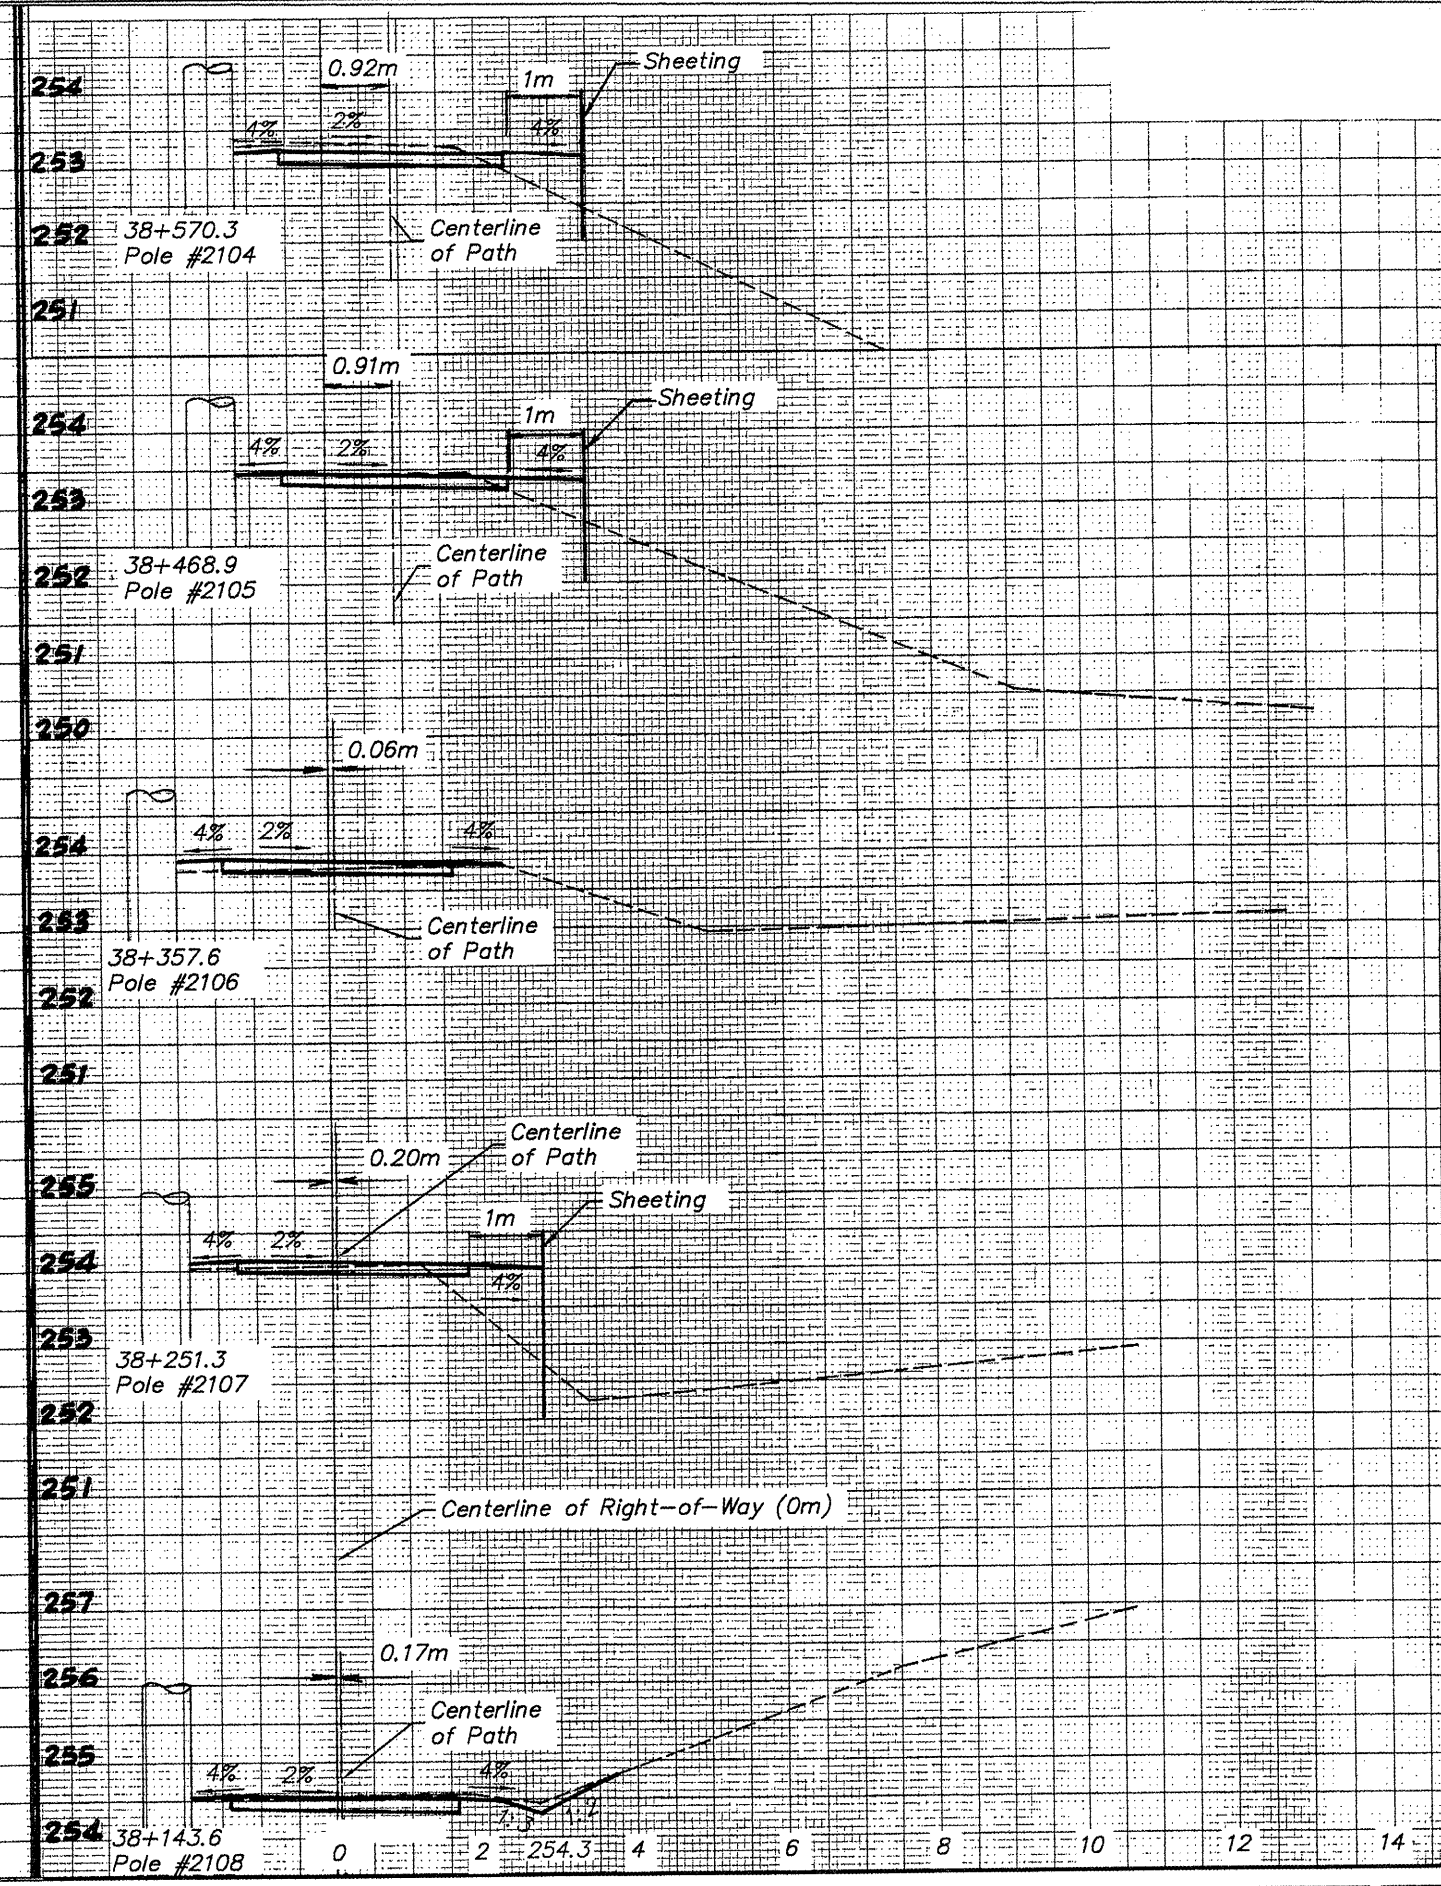 0.92m
Sheeting
1m
254
4%
2%
4%
253
38+570.3
Pole #2104
252
Centerline
of Path
251
0.91m
Sheeting
1m
254
4%
2%
4%
253
Centerline
of Path
38+468.9
Pole #2105
252
251
250
0.06m
4%
2%
4%
254
253
Centerline
of Path
38+357.6
Pole #2106
252
251
Centerline
of Path
0.20m
255
Sheeting
1m
4%
2%
254
4%
253
38+251.3
Pole #2107
252
251
Centerline of Right-of-Way (0m)
257
0.17m
256
Centerline
of Path
255
4%
2%
4%
1:3
1:2
254
38+143.6
Pole #2108
0 2 254.3 4 6 8 10 12 14